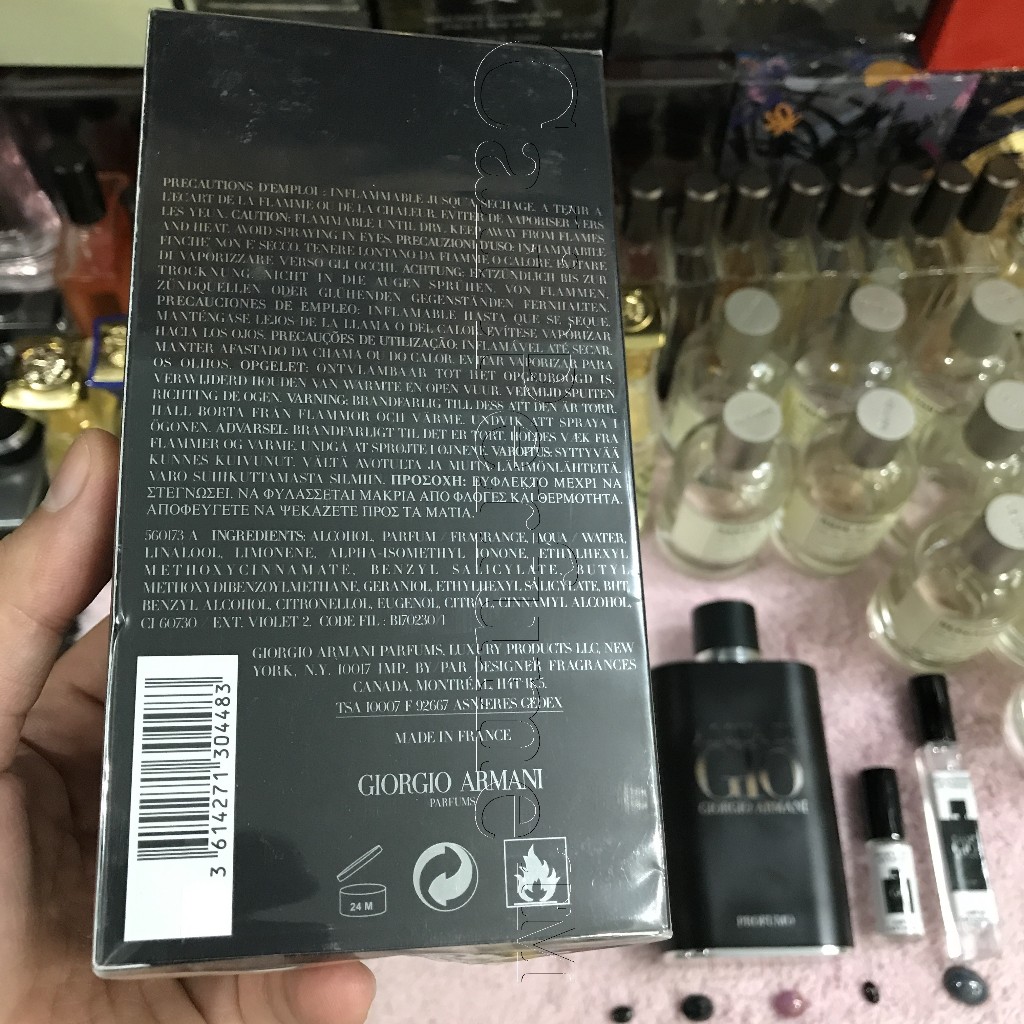 PRECAUTIONS D'EMPLOI : INFLAMMABLE JUSQU'A SECHAGE. A TENIR A
L'ECART DE LA FLAMME OU DE LA CHALEUR. EVITER DE VAPORISER VERS
LES YEUX. CAUTION: FLAMMABLE UNTIL DRY. KEEP AWAY FROM FLAMES
AND HEAT. AVOID SPRAYING IN EYES. PRECAUZIONI D'USO: INFIAMMABILE
FINCHE NON E SECCO. TENERE LONTANO DA FIAMME O CALORE. EVITARE
DI VAPORIZZARE VERSO GLI OCCHI. ACHTUNG: ENTZÜNDLICH BIS ZUR
TROCKNUNG. NICHT IN DIE AUGEN SPRÜHEN. VON FLAMMEN,
ZÜNDQUELLEN ODER GLÜHENDEN GEGENSTÄNDEN FERNHALTEN.
PRECAUCIONES DE EMPLEO: INFLAMABLE HASTA QUE SE SEQUE.
MANTÉNGASE LEJOS DE LA LLAMA O DEL CALOR. EVÍTESE VAPORIZAR
HACIA LOS OJOS. PRECAUÇÕES DE UTILIZAÇÃO: INFLAMÁVEL ATÉ SECAR.
MANTER AFASTADO DA CHAMA OU DO CALOR. EVITAR VAPORIZAR PARA
OS OLHOS. OPGELET: ONTVLAMBAAR TOT HET OPGEDROOGD IS.
VERWIJDERD HOUDEN VAN WARMTE EN OPEN VUUR. VERMIJD SPUITEN
RICHTING DE OGEN. VARNING: BRANDFARLIG TILL DESS ATT DEN ÄR TORR.
HÅLL BORTA FRÅN FLAMMOR OCH VÄRME. UNDVIK ATT SPRAYA I
ÖGONEN. ADVARSEL: BRANDFARLIGT TIL DET ER TØRT. HOLDES VÆK FRA
FLAMMER OG VARME. UNDGÅ AT SPRØJTE I ØJNENE. VAROITUS: SYTTYVÄÄ
KUNNES KUIVUNUT. VÄLTÄ AVOTULTA JA MUITA LÄMMÖNLÄHTEITÄ.
VARO SUIHKUTTAMASTA SILMIIN. ΠΡΟΣΟΧΗ: ΕΥΦΛΕΚΤΟ ΜΕΧΡΙ ΝΑ
ΣΤΕΓΝΩΣΕΙ. ΝΑ ΦΥΛΑΣΣΕΤΑΙ ΜΑΚΡΙΑ ΑΠΟ ΦΛΟΓΕΣ ΚΑΙ ΘΕΡΜΟΤΗΤΑ.
ΑΠΟΦΕΥΓΕΤΕ ΝΑ ΨΕΚΑΖΕΤΕ ΠΡΟΣ ΤΑ ΜΑΤΙΑ.
560173 A INGREDIENTS: ALCOHOL, PARFUM / FRAGRANCE, AQUA / WATER,
LINALOOL, LIMONENE, ALPHA-ISOMETHYL IONONE, ETHYLHEXYL
METHOXYCINNAMATE, BENZYL SALICYLATE, BUTYL
METHOXYDIBENZOYLMETHANE, GERANIOL, ETHYLHEXYL SALICYLATE, BHT,
BENZYL ALCOHOL, CITRONELLOL, EUGENOL, CITRAL, CINNAMYL ALCOHOL,
CI 60730 / EXT. VIOLET 2. CODE FIL : B170230/1
GIORGIO ARMANI PARFUMS, LUXURY PRODUCTS LLC, NEW
YORK, N.Y. 10017 IMP. BY/PAR DESIGNER FRAGRANCES
CANADA, MONTRÉAL, H4T 1K5.
TSA 10007 F 92667 ASNIERES CEDEX
MADE IN FRANCE
GIORGIO ARMANI
PARFUMS
24 M
3 614271 304483
GIO
GIORGIO ARMANI
PROFUMO